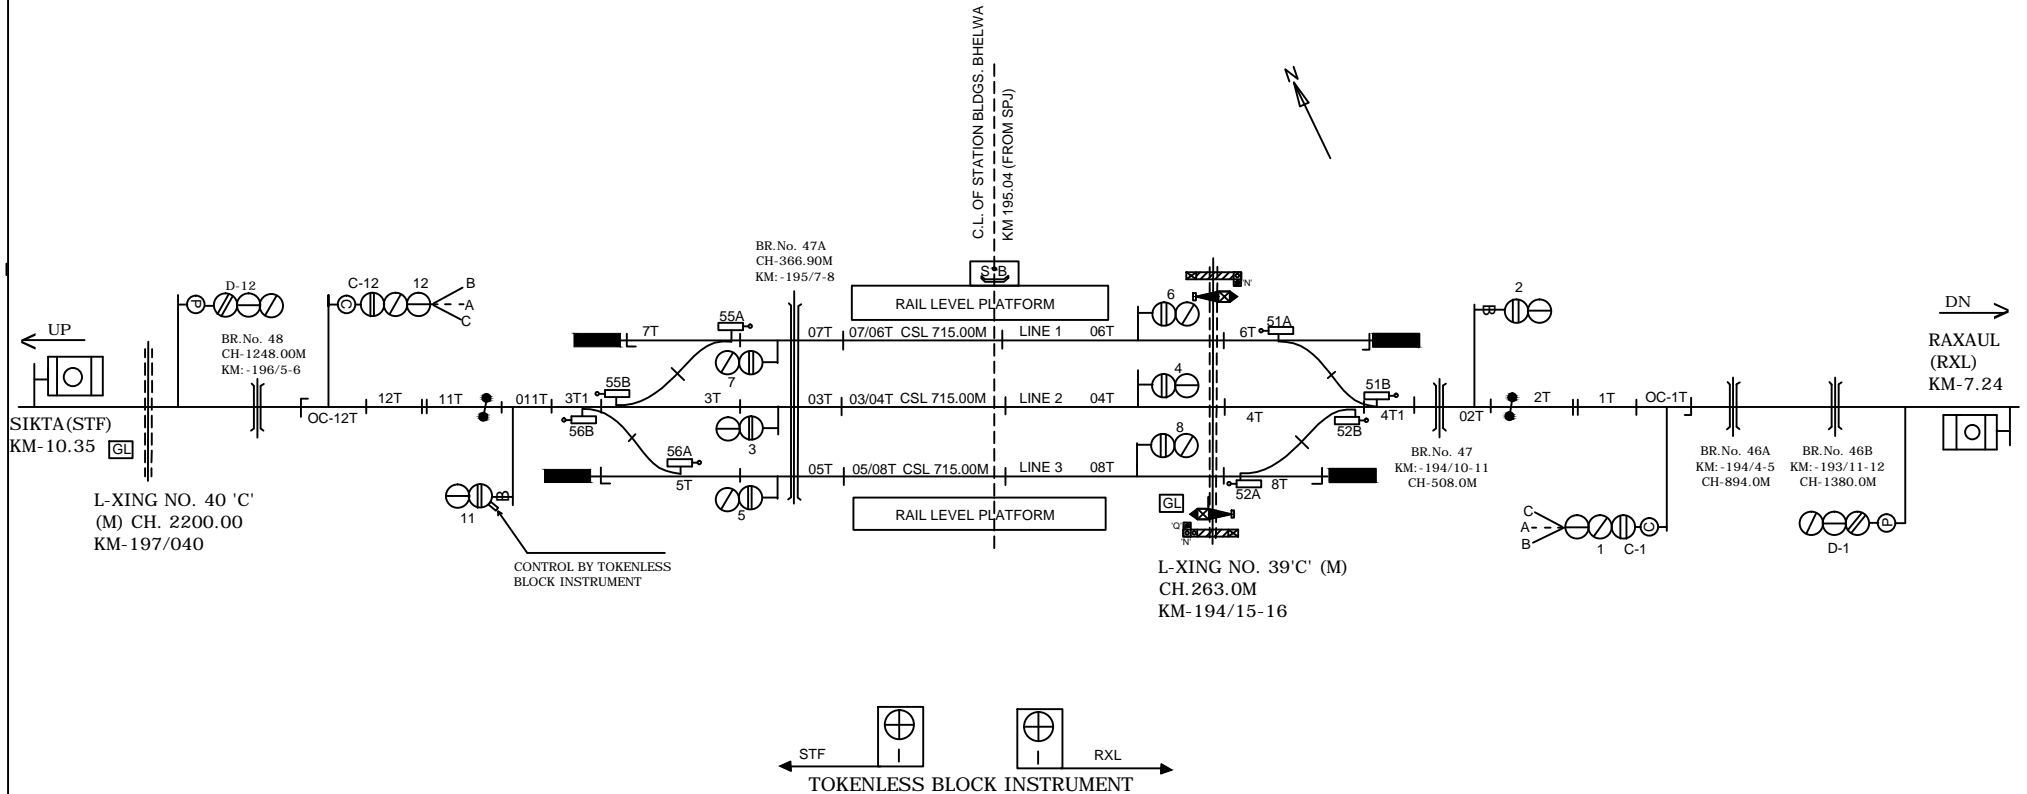 C.L. OF STATION BLDGS. BHELWA
KM 195.04 (FROM SPJ)
N
BR.No. 47A
CH-366.90M
KM:-195/7-8
S B
RAIL LEVEL PLATFORM
D-12
P
C-12
12
C
B
A
C
UP
SIKTA(STF)
KM-10.35
GL
BR.No. 48
CH-1248.00M
KM:-196/5-6
L-XING NO. 40 'C'
(M) CH. 2200.00
KM-197/040
OC-12T
12T
11T
011T
3T1
55B
56B
7T
55A
7
07T
07/06T CSL 715.00M
LINE 1
06T
6
6T
51A
3T
3
03T
03/04T CSL 715.00M
LINE 2
04T
4
4T
51B
52B
4T1
56A
5T
5
05T
05/08T CSL 715.00M
LINE 3
08T
8
52A
8T
RAIL LEVEL PLATFORM
11
B
CONTROL BY TOKENLESS
BLOCK INSTRUMENT
'N'
GL
'Q'
'N'
L-XING NO. 39'C' (M)
CH.263.0M
KM-194/15-16
BR.No. 47
KM:-194/10-11
CH-508.0M
02T
2
B
2T
1T
OC-1T
C
A
B
1
C-1
C
BR.No. 46A
KM:-194/4-5
CH-894.0M
BR.No. 46B
KM:-193/11-12
CH-1380.0M
D-1
P
DN
RAXAUL
(RXL)
KM-7.24
STF
RXL
TOKENLESS BLOCK INSTRUMENT